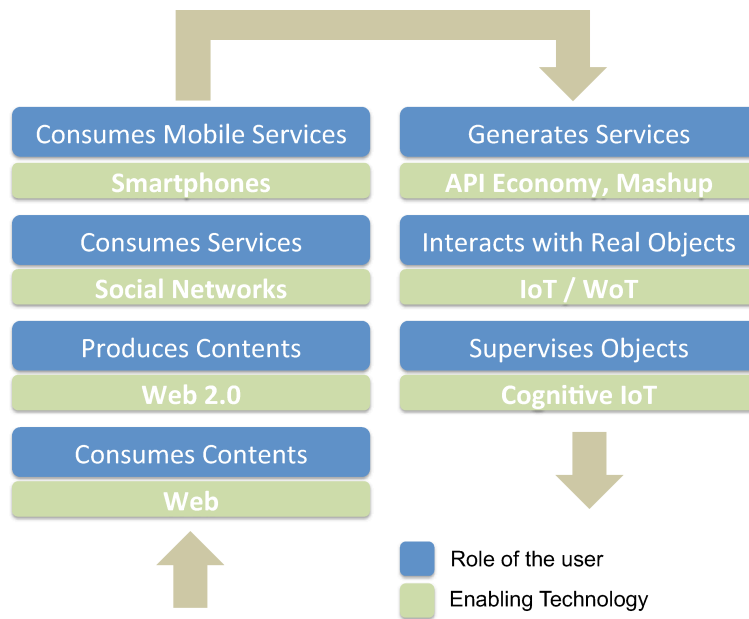 Consumes Mobile Services
Smartphones
Consumes Services
Social Networks
Produces Contents
Web 2.0
Consumes Contents
Web
Generates Services
API Economy, Mashup
Interacts with Real Objects
IoT / WoT
Supervises Objects
Cognitive IoT
Role of the user
Enabling Technology